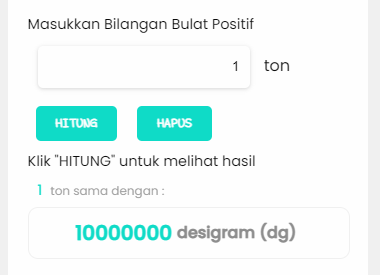 Masukkan Bilangan Bulat Positif
1 ton
HITUNG HAPUS
Klik "HITUNG" untuk melihat hasil
1 ton sama dengan :
10000000 desigram (dg)